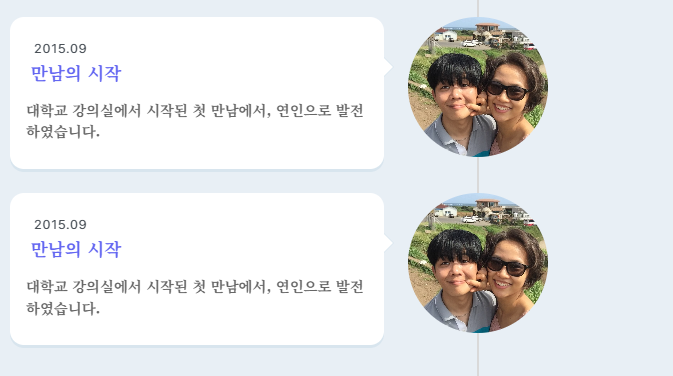 2015.09
만남의 시작
대학교 강의실에서 시작된 첫 만남에서, 연인으로 발전
하였습니다.
2015.09
만남의 시작
대학교 강의실에서 시작된 첫 만남에서, 연인으로 발전
하였습니다.